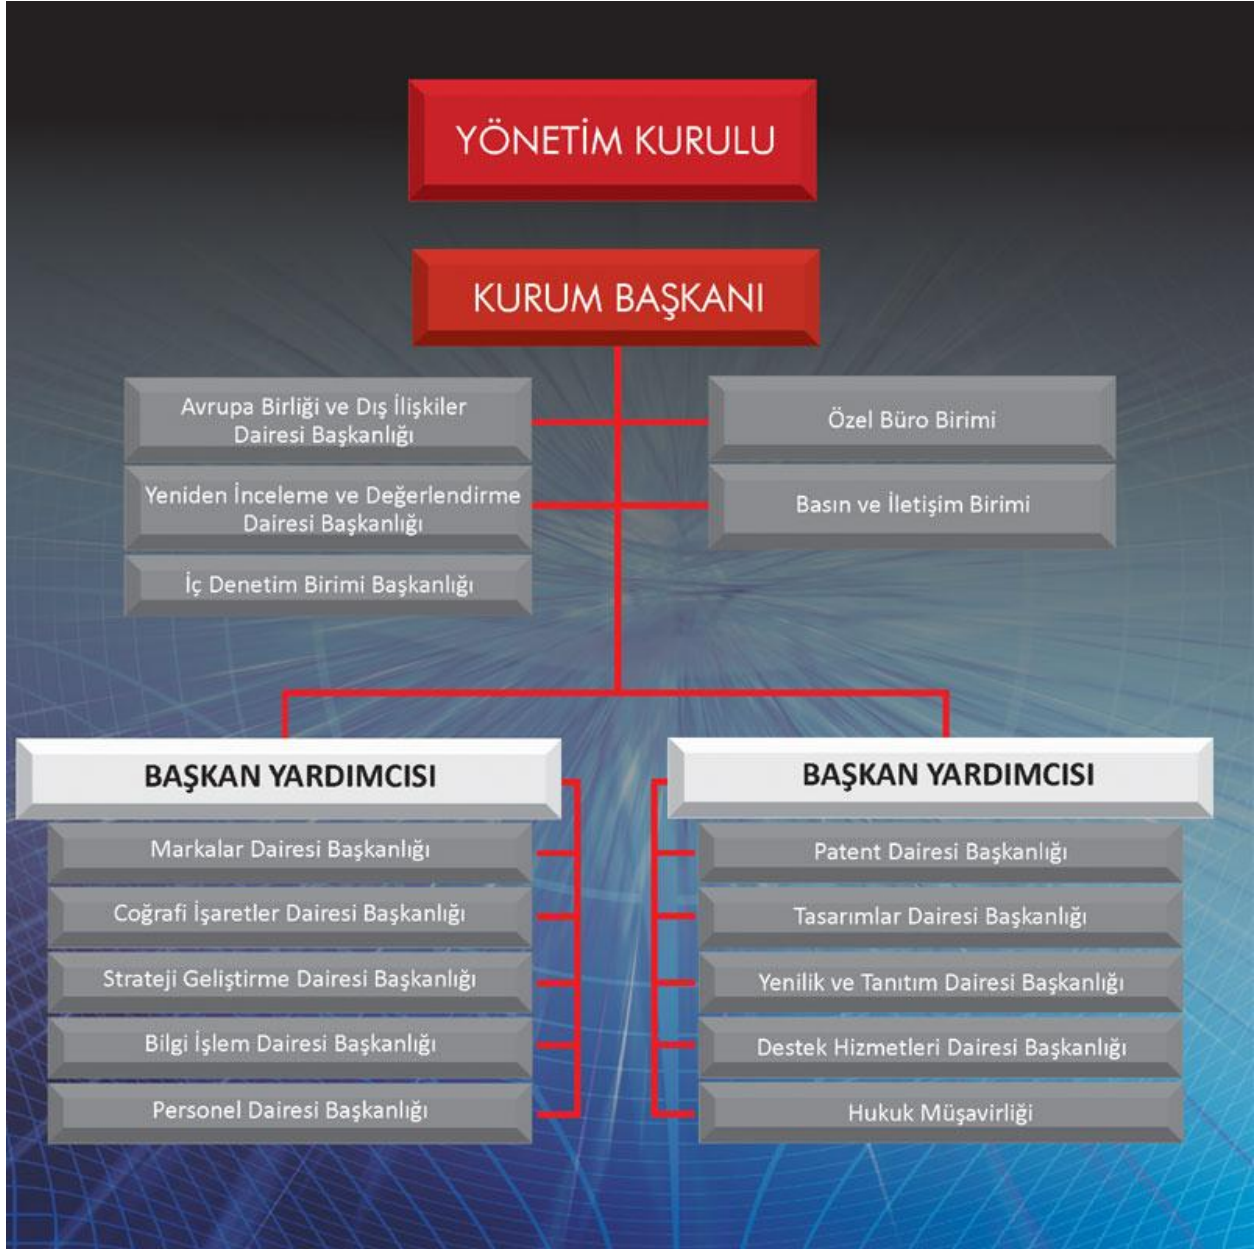 YÖNETİM KURULU
KURUM BAŞKANI
Avrupa Birliği ve Dış İlişkiler
Dairesi Başkanlığı
Özel Büro Birimi
Yeniden İnceleme ve Değerlendirme
Dairesi Başkanlığı
Basın ve İletişim Birimi
İç Denetim Birimi Başkanlığı
BAŞKAN YARDIMCISI
Markalar Dairesi Başkanlığı
Coğrafi İşaretler Dairesi Başkanlığı
Strateji Geliştirme Dairesi Başkanlığı
Bilgi İşlem Dairesi Başkanlığı
Personel Dairesi Başkanlığı
BAŞKAN YARDIMCISI
Patent Dairesi Başkanlığı
Tasarımlar Dairesi Başkanlığı
Yenilik ve Tanıtım Dairesi Başkanlığı
Destek Hizmetleri Dairesi Başkanlığı
Hukuk Müşavirliği